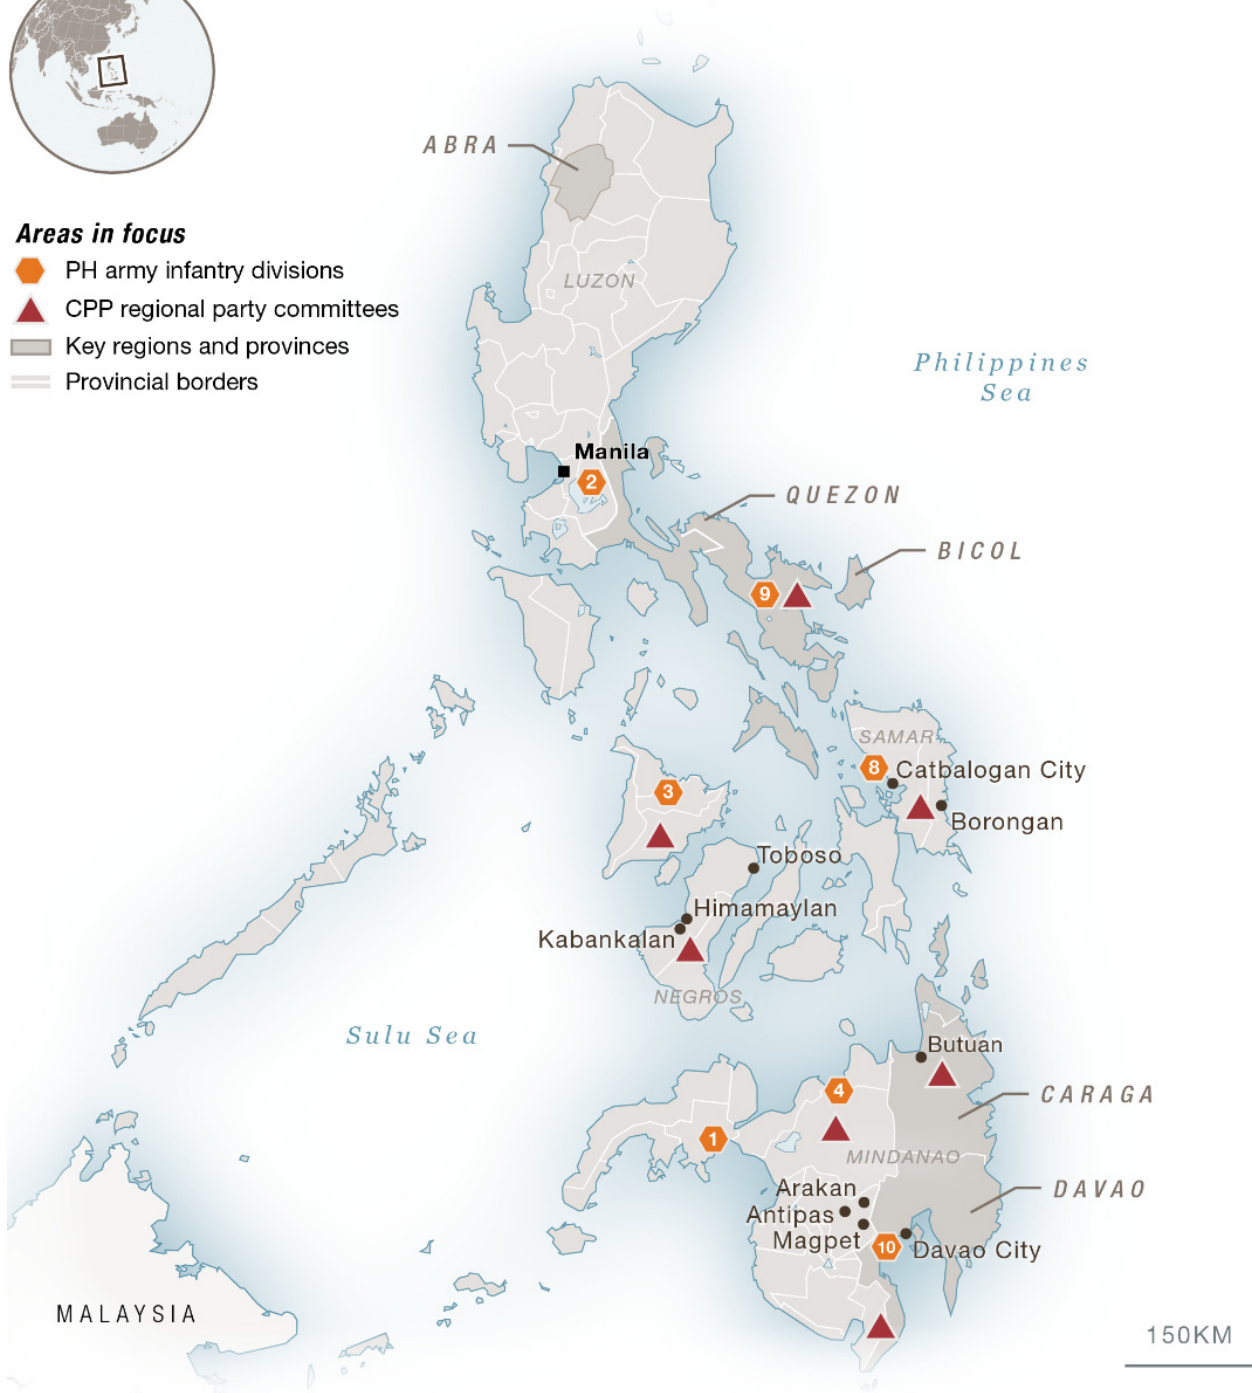 ABRA
Areas in focus
PH army infantry divisions
CPP regional party committees
Key regions and provinces
Provincial borders
LUZON
Philippines
Sea
Manila
2
QUEZON
BICOL
9
SAMAR
8
Catbalogan City
3
Borongan
Toboso
Himamaylan
Kabankalan
NEGROS
Sulu Sea
Butuan
4
CARAGA
1
MINDANAO
Arakan
DAVAO
Antipas
Magpet
10
Davao City
MALAYSIA
150KM